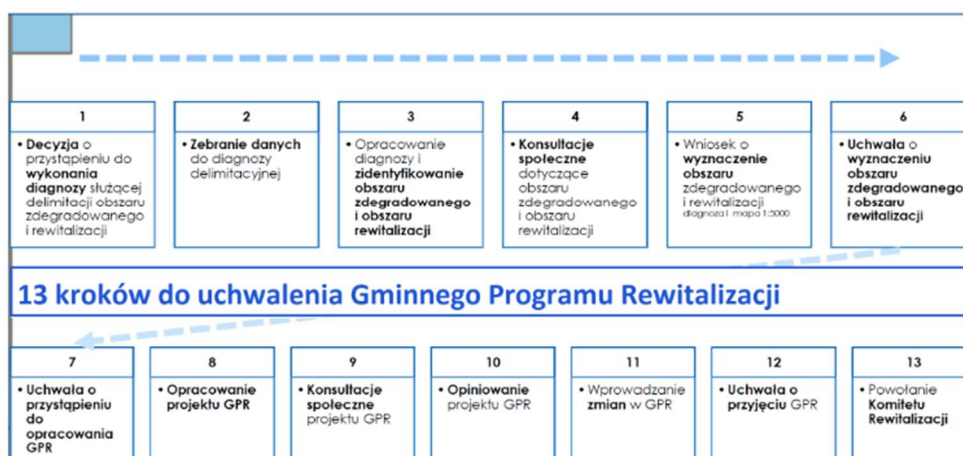 1
• Decyzja o
przystąpieniu do
wykonania
diagnozy służącej
delimitacji obszaru
zdegradowanego
i rewitalizacji
2
• Zebranie danych
do diagnozy
delimitacyjnej
3
• Opracowanie
diagnozy i
zidentyfikowanie
obszaru
zdegradowanego
i obszaru
rewitalizacji
4
• Konsultacje
społeczne
dotyczące
obszaru
zdegradowanego
i obszaru
rewitalizacji
5
• Wniosek o
wyznaczenie
obszaru
zdegradowanego
i rewitalizacji
diagnoza i mapa 1:5000
6
• Uchwała o
wyznaczeniu
obszaru
zdegradowanego
i obszaru
rewitalizacji
13 kroków do uchwalenia Gminnego Programu Rewitalizacji
7
• Uchwała o
przystąpieniu
do
opracowania
GPR
8
• Opracowanie
projektu GPR
9
• Konsultacje
społeczne
projektu GPR
10
• Opiniowanie
projektu GPR
11
• Wprowadzanie
zmian w GPR
12
• Uchwała o
przyjęciu GPR
13
• Powołanie
Komitetu
Rewitalizacji